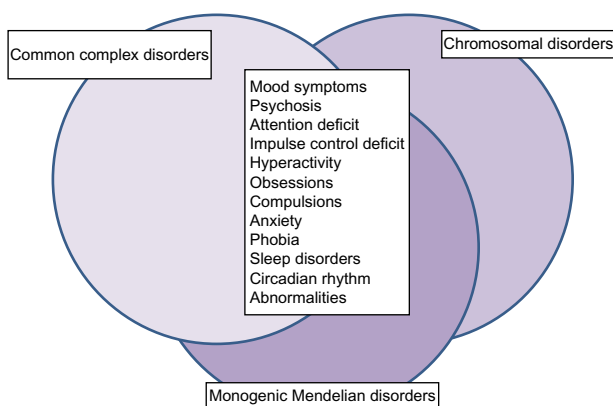 Common complex disorders
Chromosomal disorders
Mood symptoms
Psychosis
Attention deficit
Impulse control deficit
Hyperactivity
Obsessions
Compulsions
Anxiety
Phobia
Sleep disorders
Circadian rhythm
Abnormalities
Monogenic Mendelian disorders